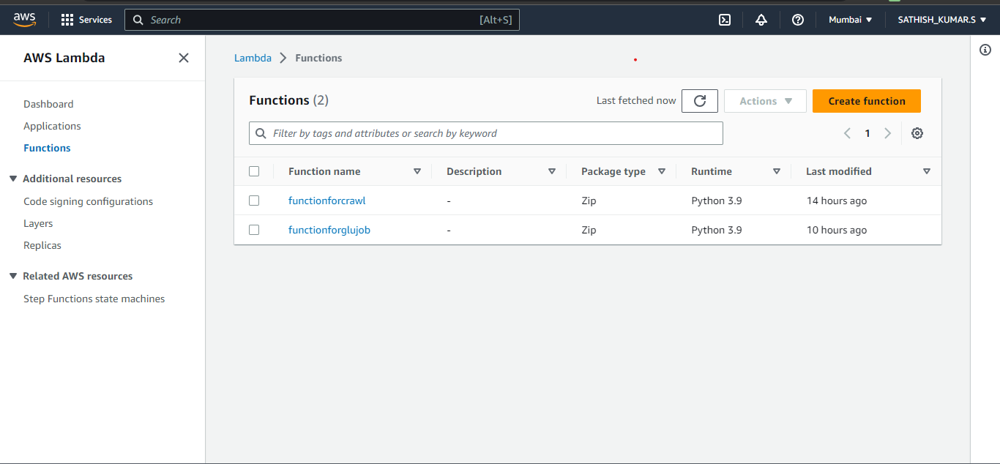 aws Services Search [Alt+S] Mumbai SATHISH_KUMAR.S
AWS Lambda
Dashboard
Applications
Functions
Additional resources
Code signing configurations
Layers
Replicas
Related AWS resources
Step Functions state machines
Lambda Functions
Functions (2) Last fetched now Actions Create function
Filter by tags and attributes or search by keyword 1
Function name Description Package type Runtime Last modified
functionforcrawl - Zip Python 3.9 14 hours ago
functionforglujob - Zip Python 3.9 10 hours ago